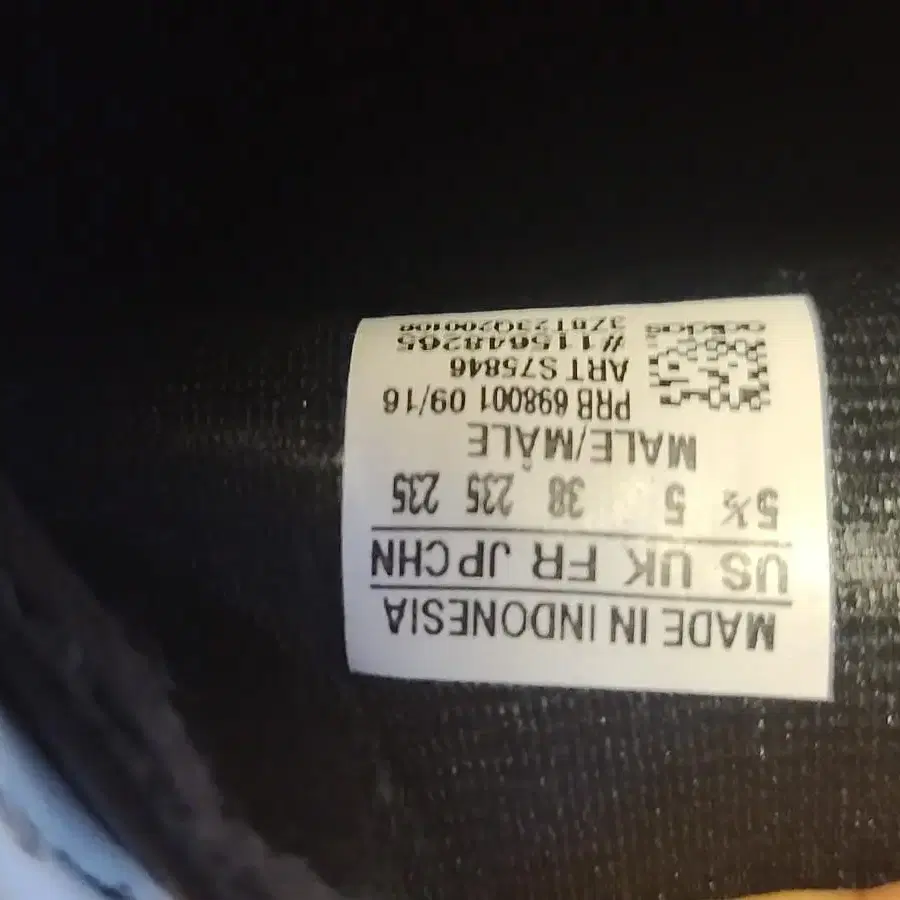 MADE IN INDONESIA
US UK FR JP CHN
5½ 5 38 235 235
MALE/MÂLE
PRB 698001 09/16
ART S75846
#115648265